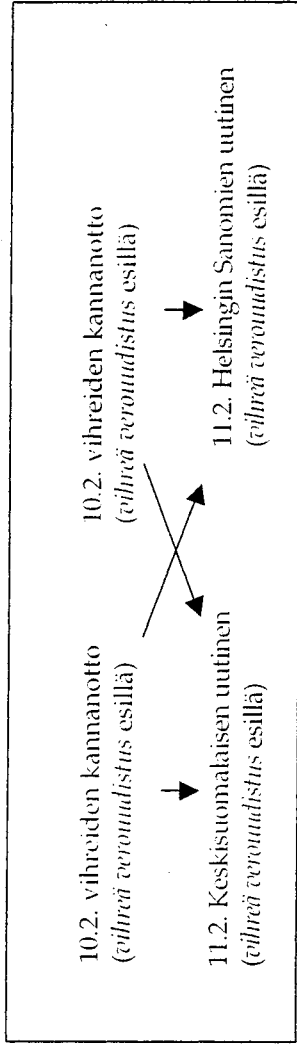 10.2. vihreiden kannanotto
(vihreä verouudistus esillä)
10.2. vihreiden kannanotto
(vihreä verouudistus esillä)
11.2. Keskisuomalaisen uutinen
(vihreä verouudistus esillä)
11.2. Helsingin Sanomien uutinen
(vihreä verouudistus esillä)